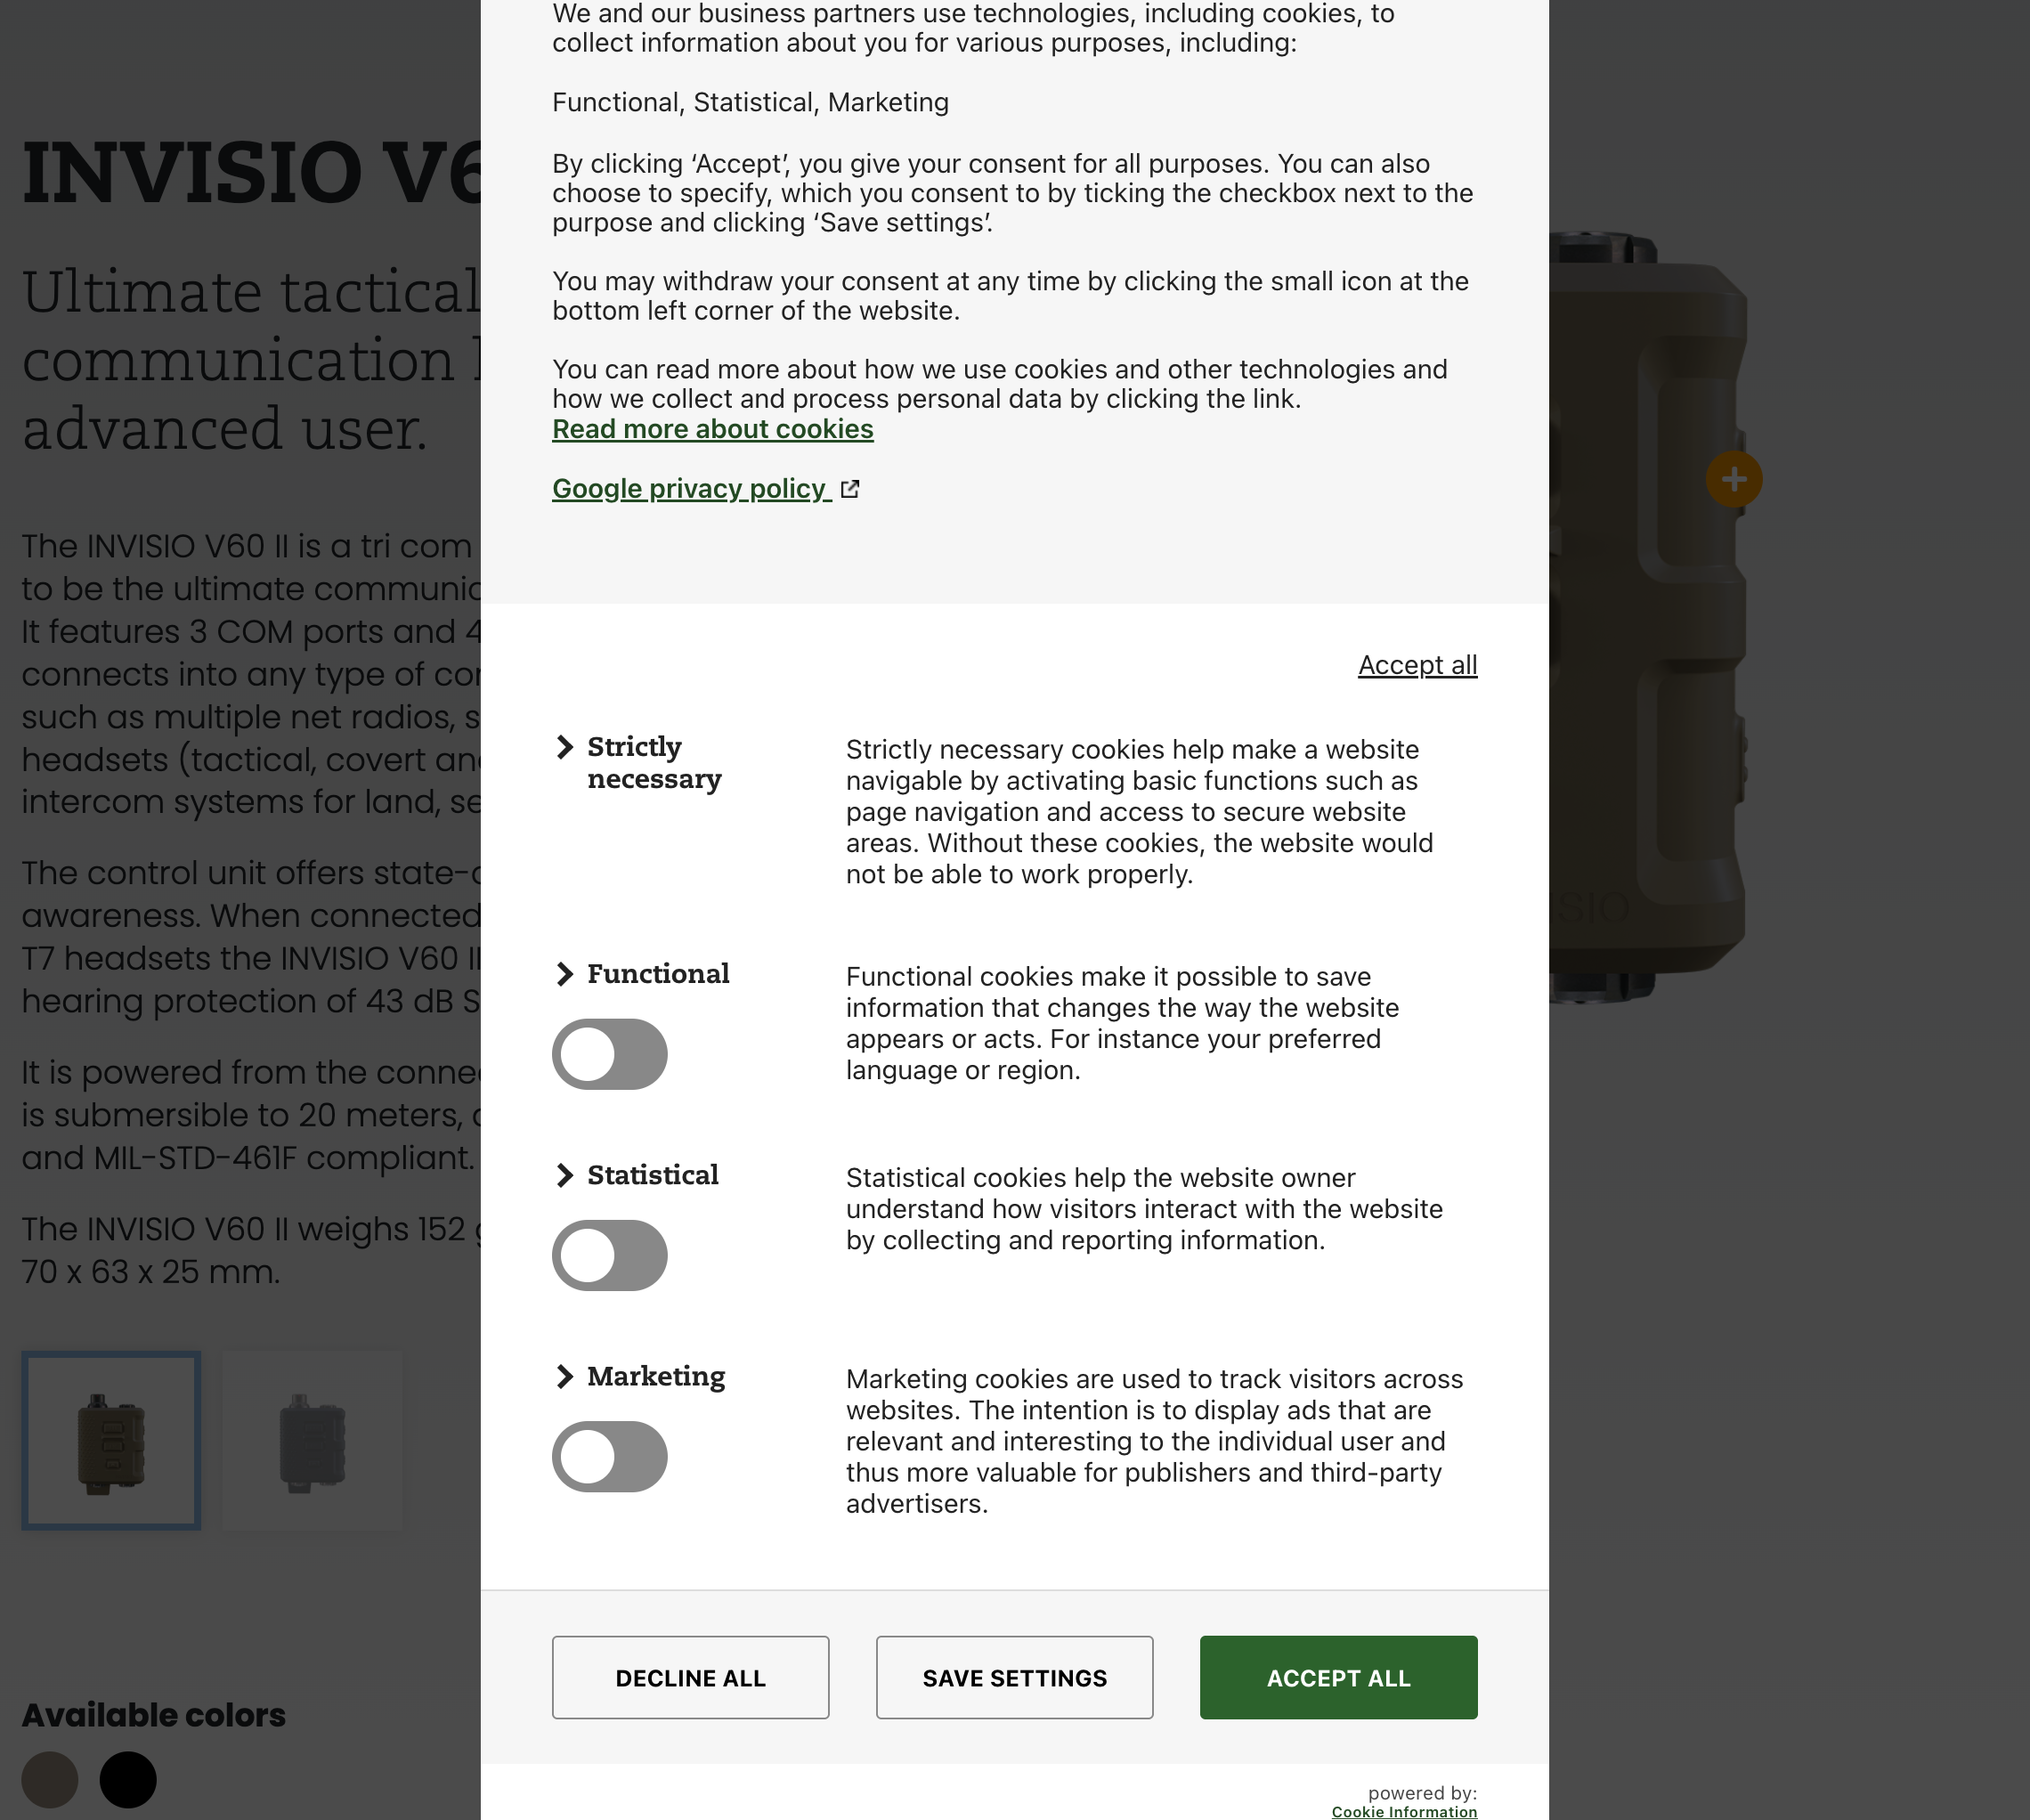 INVISIO V6
Ultimate tactical
communication
advanced user.
The INVISIO V60 II is a tri com
to be the ultimate communic
It features 3 COM ports and 4
connects into any type of co
such as multiple net radios, s
headsets (tactical, covert an
intercom systems for land, se
The control unit offers state-
awareness. When connected
T7 headsets the INVISIO V60 II
hearing protection of 43 dB S
It is powered from the conne
is submersible to 20 meters,
and MIL-STD-461F compliant.
The INVISIO V60 II weighs 152 g
70 x 63 x 25 mm.
Available colors
We and our business partners use technologies, including cookies, to
collect information about you for various purposes, including:
Functional, Statistical, Marketing
By clicking ‘Accept’, you give your consent for all purposes. You can also
choose to specify, which you consent to by ticking the checkbox next to the
purpose and clicking ‘Save settings’.
You may withdraw your consent at any time by clicking the small icon at the
bottom left corner of the website.
You can read more about how we use cookies and other technologies and
how we collect and process personal data by clicking the link.
Read more about cookies
Google privacy policy
Accept all
Strictly
necessary
Strictly necessary cookies help make a website
navigable by activating basic functions such as
page navigation and access to secure website
areas. Without these cookies, the website would
not be able to work properly.
Functional
Functional cookies make it possible to save
information that changes the way the website
appears or acts. For instance your preferred
language or region.
Statistical
Statistical cookies help the website owner
understand how visitors interact with the website
by collecting and reporting information.
Marketing
Marketing cookies are used to track visitors across
websites. The intention is to display ads that are
relevant and interesting to the individual user and
thus more valuable for publishers and third-party
advertisers.
DECLINE ALL
SAVE SETTINGS
ACCEPT ALL
powered by:
Cookie Information
SIO